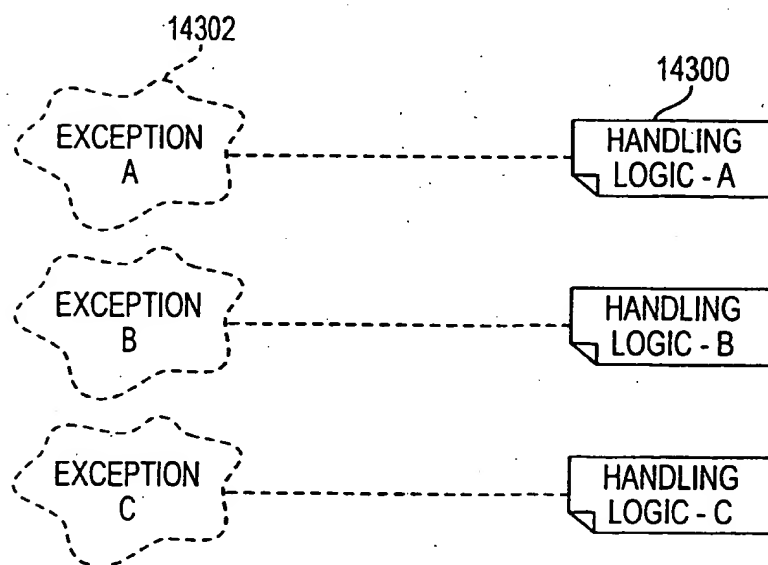 14302
14300
EXCEPTION
A
HANDLING
LOGIC - A
EXCEPTION
B
HANDLING
LOGIC - B
EXCEPTION
C
HANDLING
LOGIC - C